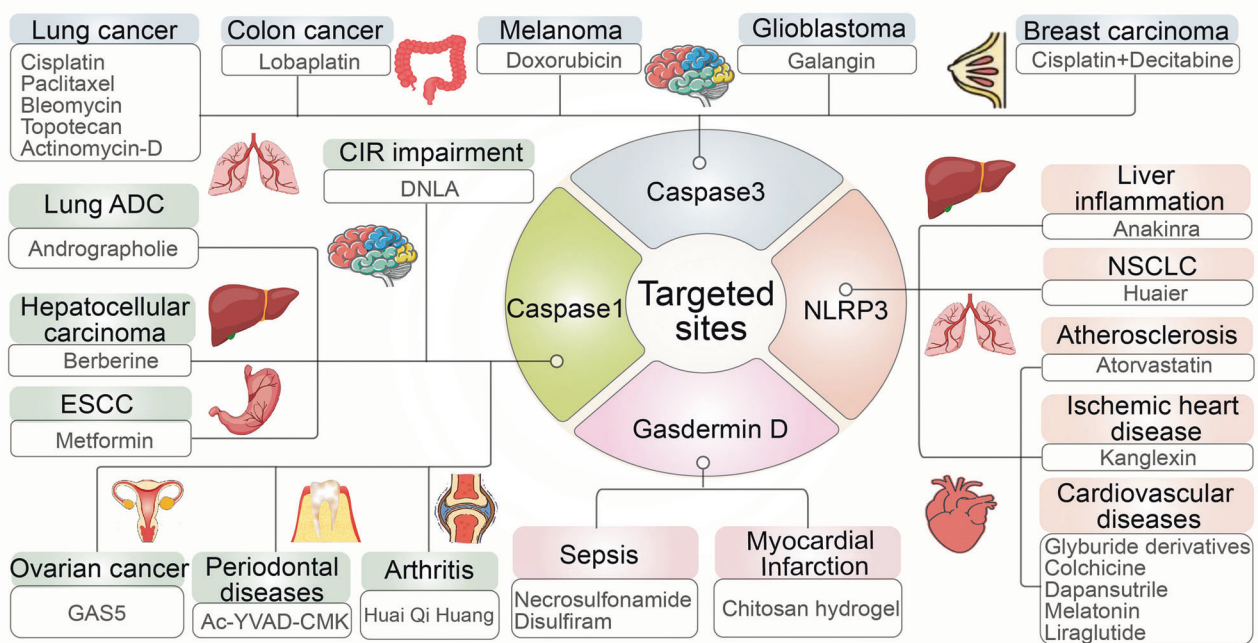 Lung cancer
Cisplatin
Paclitaxel
Bleomycin
Topotecan
Actinomycin-D
Colon cancer
Lobaplatin
Melanoma
Doxorubicin
Glioblastoma
Galangin
Breast carcinoma
Cisplatin+Decitabine
CIR impairment
DNLA
Lung ADC
Andrographolie
Hepatocellular
carcinoma
Berberine
ESCC
Metformin
Caspase3
Caspase1
Targeted
sites
NLRP3
Gasdermin D
Liver
inflammation
Anakinra
NSCLC
Huaier
Atherosclerosis
Atorvastatin
Ischemic heart
disease
Kanglexin
Cardiovascular
diseases
Glyburide derivatives
Colchicine
Dapansutrile
Melatonin
Liraglutide
Ovarian cancer
GAS5
Periodontal
diseases
Ac-YVAD-CMK
Arthritis
Huai Qi Huang
Sepsis
Necrosulfonamide
Disulfiram
Myocardial
Infarction
Chitosan hydrogel